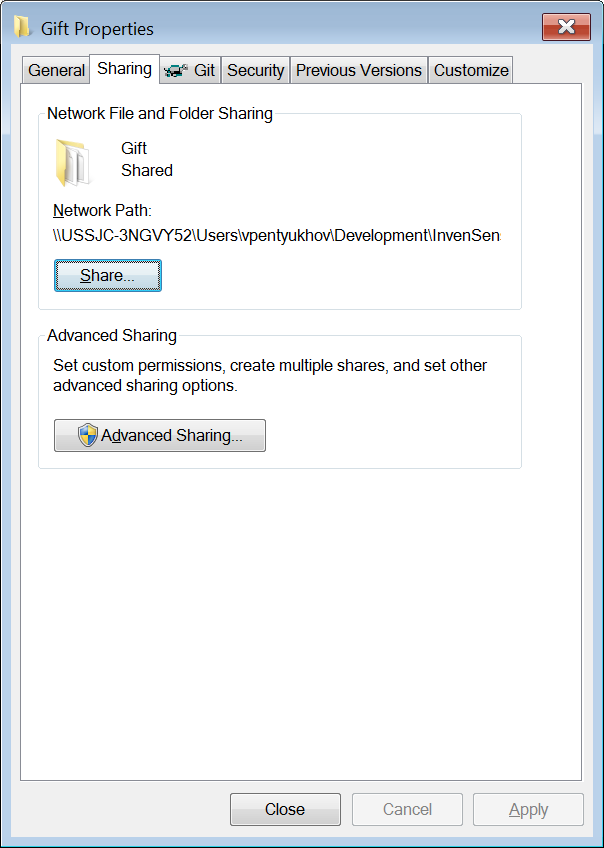 Gift Properties
General Sharing Git Security Previous Versions Customize
Network File and Folder Sharing
Gift
Shared
Network Path:
\\USSJC-3NGVY52\Users\vpentyukhov\Development\InvenSen
Share...
Advanced Sharing
Set custom permissions, create multiple shares, and set other
advanced sharing options.
Advanced Sharing...
Close Cancel Apply